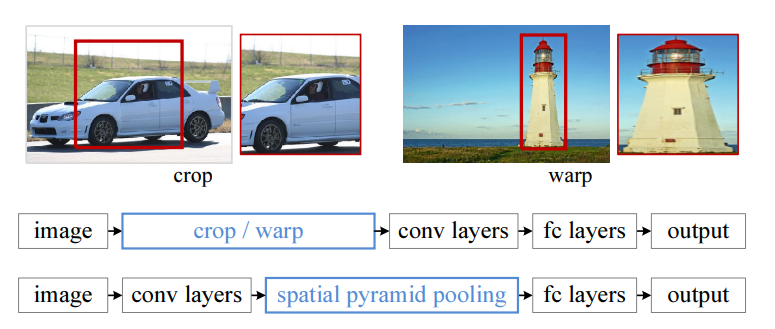 crop
warp
image
crop / warp
conv layers
fc layers
output
image
conv layers
spatial pyramid pooling
fc layers
output